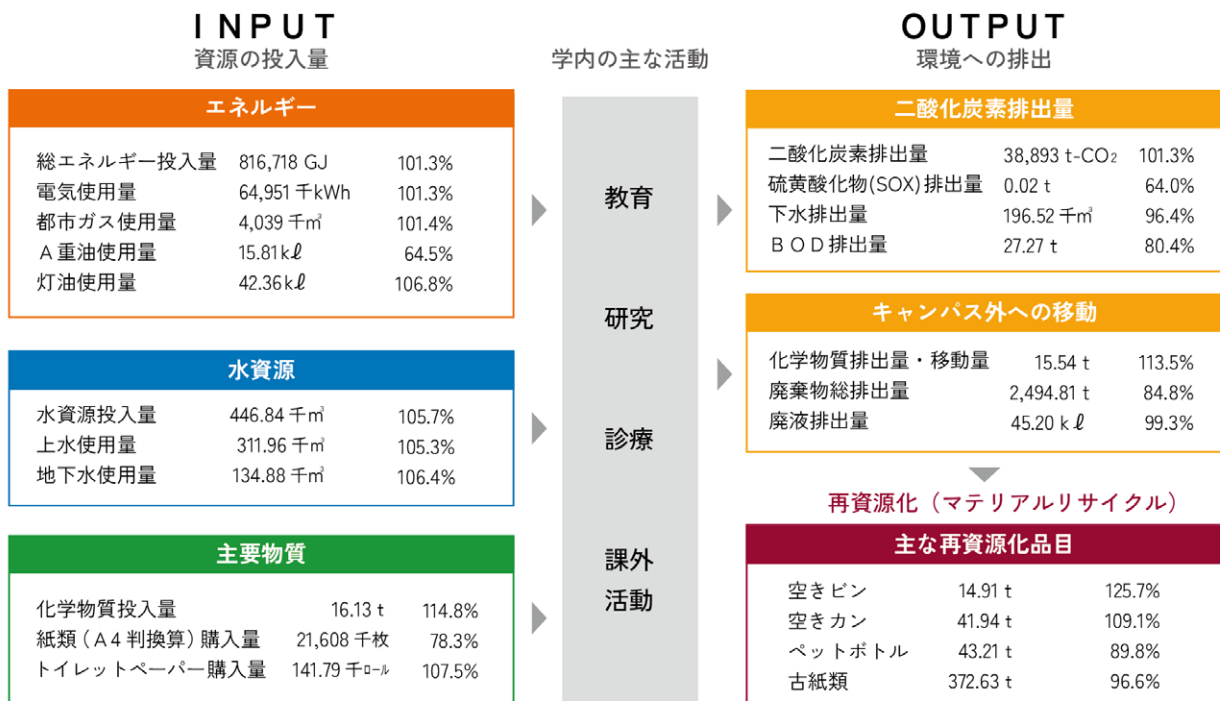 INPUT
資源の投入量
エネルギー
総エネルギー投入量 816,718 GJ 101.3%
電気使用量 64,951 千kWh 101.3%
都市ガス使用量 4,039 千㎥ 101.4%
A重油使用量 15.81kℓ 64.5%
灯油使用量 42.36kℓ 106.8%
水資源
水資源投入量 446.84 千㎥ 105.7%
上水使用量 311.96 千㎥ 105.3%
地下水使用量 134.88 千㎥ 106.4%
主要物質
化学物質投入量 16.13 t 114.8%
紙類(A4判換算)購入量 21,608 千枚 78.3%
トイレットペーパー購入量 141.79 千ロール 107.5%
学内の主な活動
教育
研究
診療
課外
活動
OUTPUT
環境への排出
二酸化炭素排出量
二酸化炭素排出量 38,893 t-CO₂ 101.3%
硫黄酸化物(SOX)排出量 0.02 t 64.0%
下水排出量 196.52 千㎥ 96.4%
BOD排出量 27.27 t 80.4%
キャンパス外への移動
化学物質排出量・移動量 15.54 t 113.5%
廃棄物総排出量 2,494.81 t 84.8%
廃液排出量 45.20 kℓ 99.3%
再資源化(マテリアルリサイクル)
主な再資源化品目
空きビン 14.91 t 125.7%
空きカン 41.94 t 109.1%
ペットボトル 43.21 t 89.8%
古紙類 372.63 t 96.6%